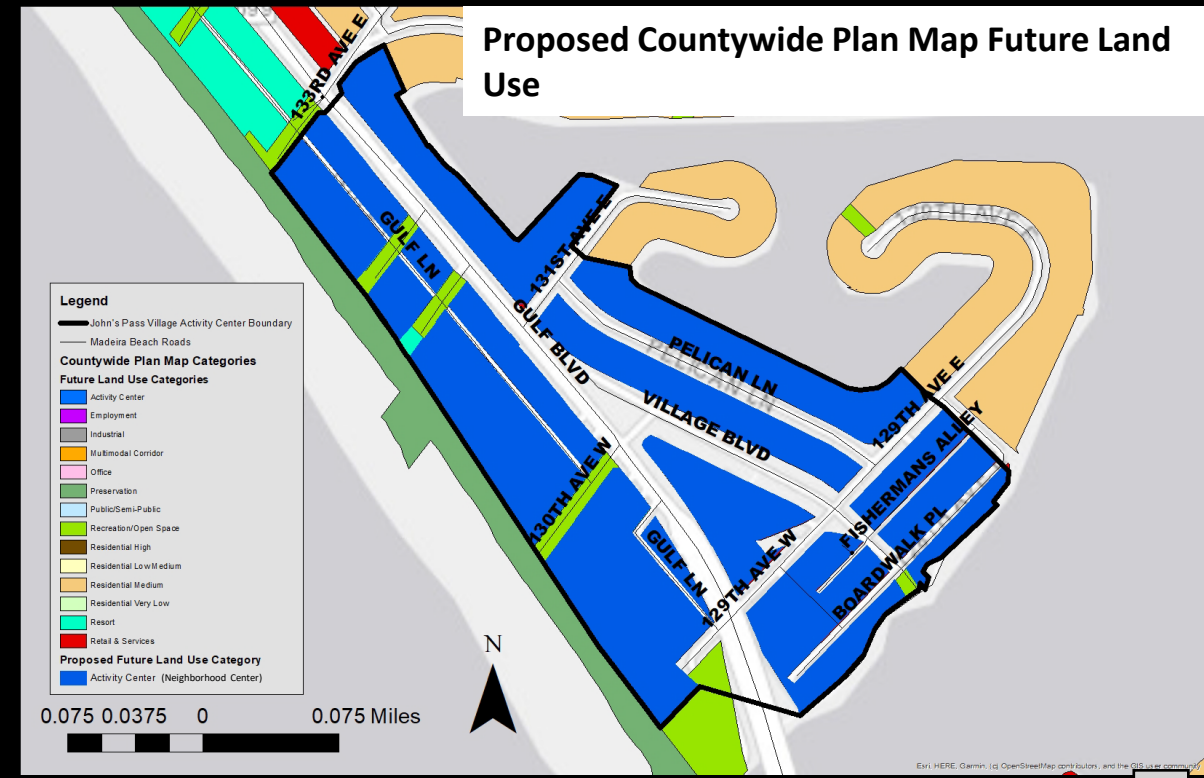 Proposed Countywide Plan Map Future Land
Use
133RD AVE E
GULF LN
131ST AVE E
GULF BLVD
PELICAN LN
PELICAN LN
VILLAGE BLVD
129TH AVE E
129TH AVE E
FISHERMANS ALLEY
BOARDWALK PL
130TH AVE W
GULF LN
129TH AVE W
Legend
John's Pass Village Activity Center Boundary
Madeira Beach Roads
Countywide Plan Map Categories
Future Land Use Categories
Activity Center
Employment
Industrial
Multimodal Corridor
Office
Preservation
Public/Semi-Public
Recreation/Open Space
Residential High
Residential Low Medium
Residential Medium
Residential Very Low
Resort
Retail & Services
Proposed Future Land Use Category
Activity Center (Neighborhood Center)
N
0.075 0.0375 0 0.075 Miles
Esri, HERE, Garmin, (c) OpenStreetMap contributors, and the GIS user community